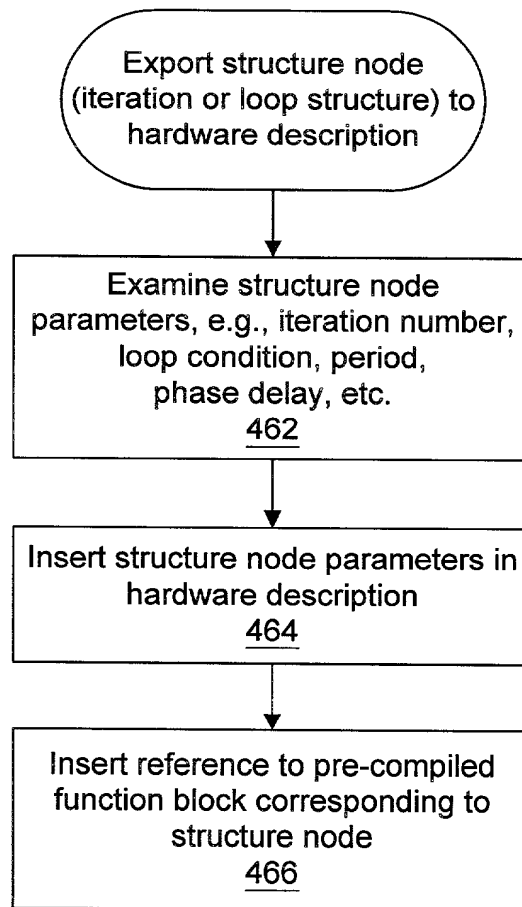 Export structure node
(iteration or loop structure) to
hardware description
Examine structure node
parameters, e.g., iteration number,
loop condition, period,
phase delay, etc.
462
Insert structure node parameters in
hardware description
464
Insert reference to pre-compiled
function block corresponding to
structure node
466